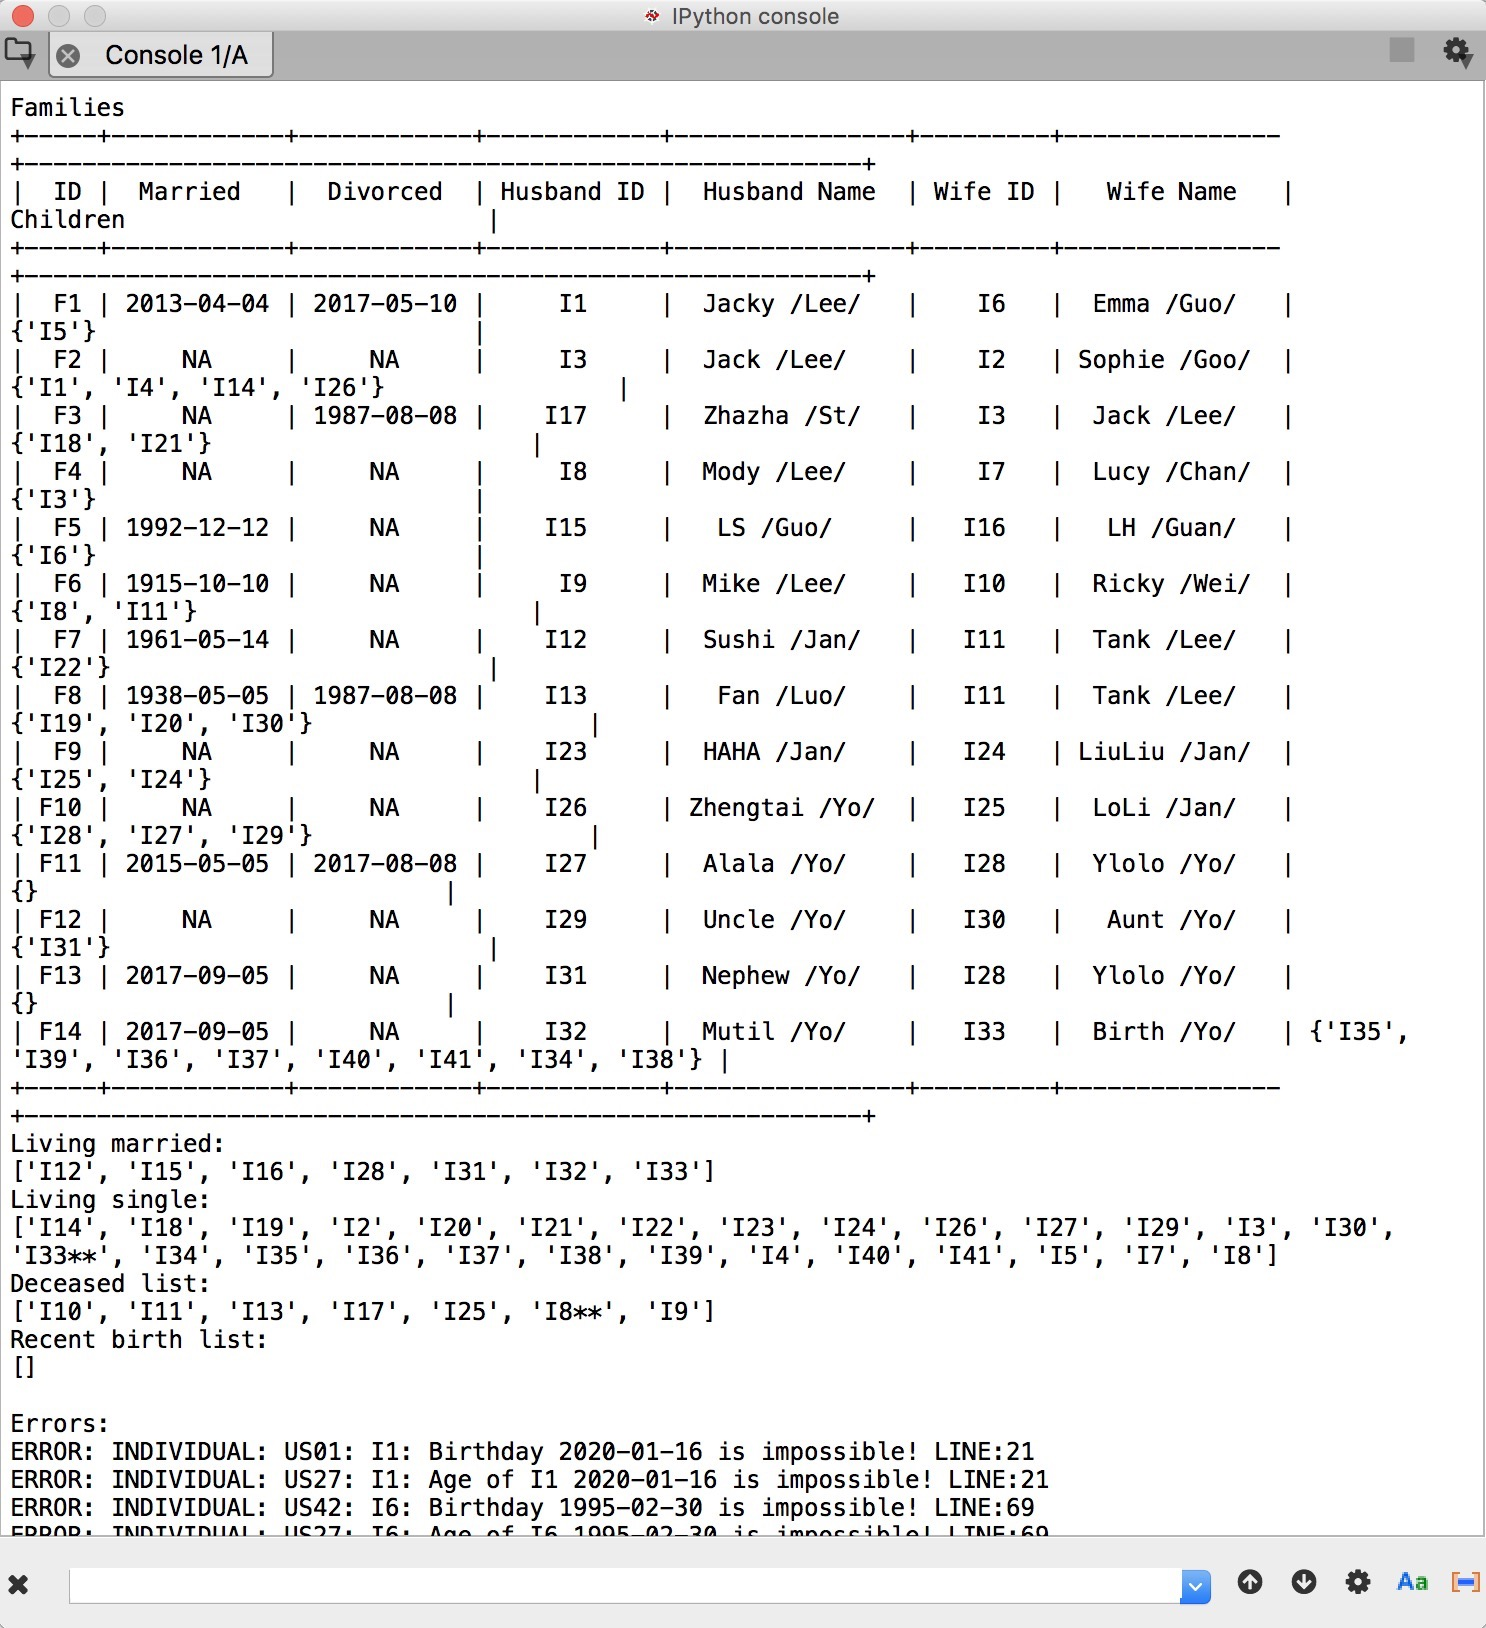 IPython console
Console 1/A
Families
+-----+------------+------------+------------+----------------+---------+---------------
+----------------------------------------------------------+
|  ID |  Married   |  Divorced  | Husband ID |  Husband Name  | Wife ID |   Wife Name   |
Children                         |
+-----+------------+------------+------------+----------------+---------+---------------
+----------------------------------------------------------+
|  F1 | 2013-04-04 | 2017-05-10 |     I1     |  Jacky /Lee/   |    I6   |  Emma /Guo/   |
{'I5'}                          |
|  F2 |     NA     |     NA     |     I3     |  Jack /Lee/    |    I2   | Sophie /Goo/  |
{'I1', 'I4', 'I14', 'I26'}                |
|  F3 |     NA     | 1987-08-08 |    I17     |  Zhazha /St/   |    I3   |  Jack /Lee/   |
{'I18', 'I21'}                      |
|  F4 |     NA     |     NA     |     I8     |  Mody /Lee/    |    I7   |  Lucy /Chan/  |
{'I3'}                          |
|  F5 | 1992-12-12 |     NA     |    I15     |   LS /Guo/     |   I16   |   LH /Guan/   |
{'I6'}                          |
|  F6 | 1915-10-10 |     NA     |     I9     |  Mike /Lee/    |   I10   |  Ricky /Wei/  |
{'I8', 'I11'}                       |
|  F7 | 1961-05-14 |     NA     |    I12     |  Sushi /Jan/   |   I11   |  Tank /Lee/   |
{'I22'}                          |
|  F8 | 1938-05-05 | 1987-08-08 |    I13     |   Fan /Luo/    |   I11   |  Tank /Lee/   |
{'I19', 'I20', 'I30'}                   |
|  F9 |     NA     |     NA     |    I23     |  HAHA /Jan/    |   I24   | LiuLiu /Jan/  |
{'I25', 'I24'}                      |
| F10 |     NA     |     NA     |    I26     | Zhengtai /Yo/  |   I25   |  LoLi /Jan/   |
{'I28', 'I27', 'I29'}                   |
| F11 | 2015-05-05 | 2017-08-08 |    I27     |  Alala /Yo/    |   I28   |  Ylolo /Yo/   |
{}                            |
| F12 |     NA     |     NA     |    I29     |  Uncle /Yo/    |   I30   |   Aunt /Yo/   |
{'I31'}                          |
| F13 | 2017-09-05 |     NA     |    I31     |  Nephew /Yo/   |   I28   |  Ylolo /Yo/   |
{}                            |
| F14 | 2017-09-05 |     NA     |    I32     |  Mutil /Yo/    |   I33   |  Birth /Yo/   | {'I35',
'I39', 'I36', 'I37', 'I40', 'I41', 'I34', 'I38'} |
+-----+------------+------------+------------+----------------+---------+---------------
+----------------------------------------------------------+
Living married:
['I12', 'I15', 'I16', 'I28', 'I31', 'I32', 'I33']
Living single:
['I14', 'I18', 'I19', 'I2', 'I20', 'I21', 'I22', 'I23', 'I24', 'I26', 'I27', 'I29', 'I3', 'I30',
'I33**', 'I34', 'I35', 'I36', 'I37', 'I38', 'I39', 'I4', 'I40', 'I41', 'I5', 'I7', 'I8']
Deceased list:
['I10', 'I11', 'I13', 'I17', 'I25', 'I8**', 'I9']
Recent birth list:
[]
Errors:
ERROR: INDIVIDUAL: US01: I1: Birthday 2020-01-16 is impossible! LINE:21
ERROR: INDIVIDUAL: US27: I1: Age of I1 2020-01-16 is impossible! LINE:21
ERROR: INDIVIDUAL: US42: I6: Birthday 1995-02-30 is impossible! LINE:69
ERROR: INDIVIDUAL: US27: I6: Age of I6 1995-02-30 is impossible! LINE:69
Aa